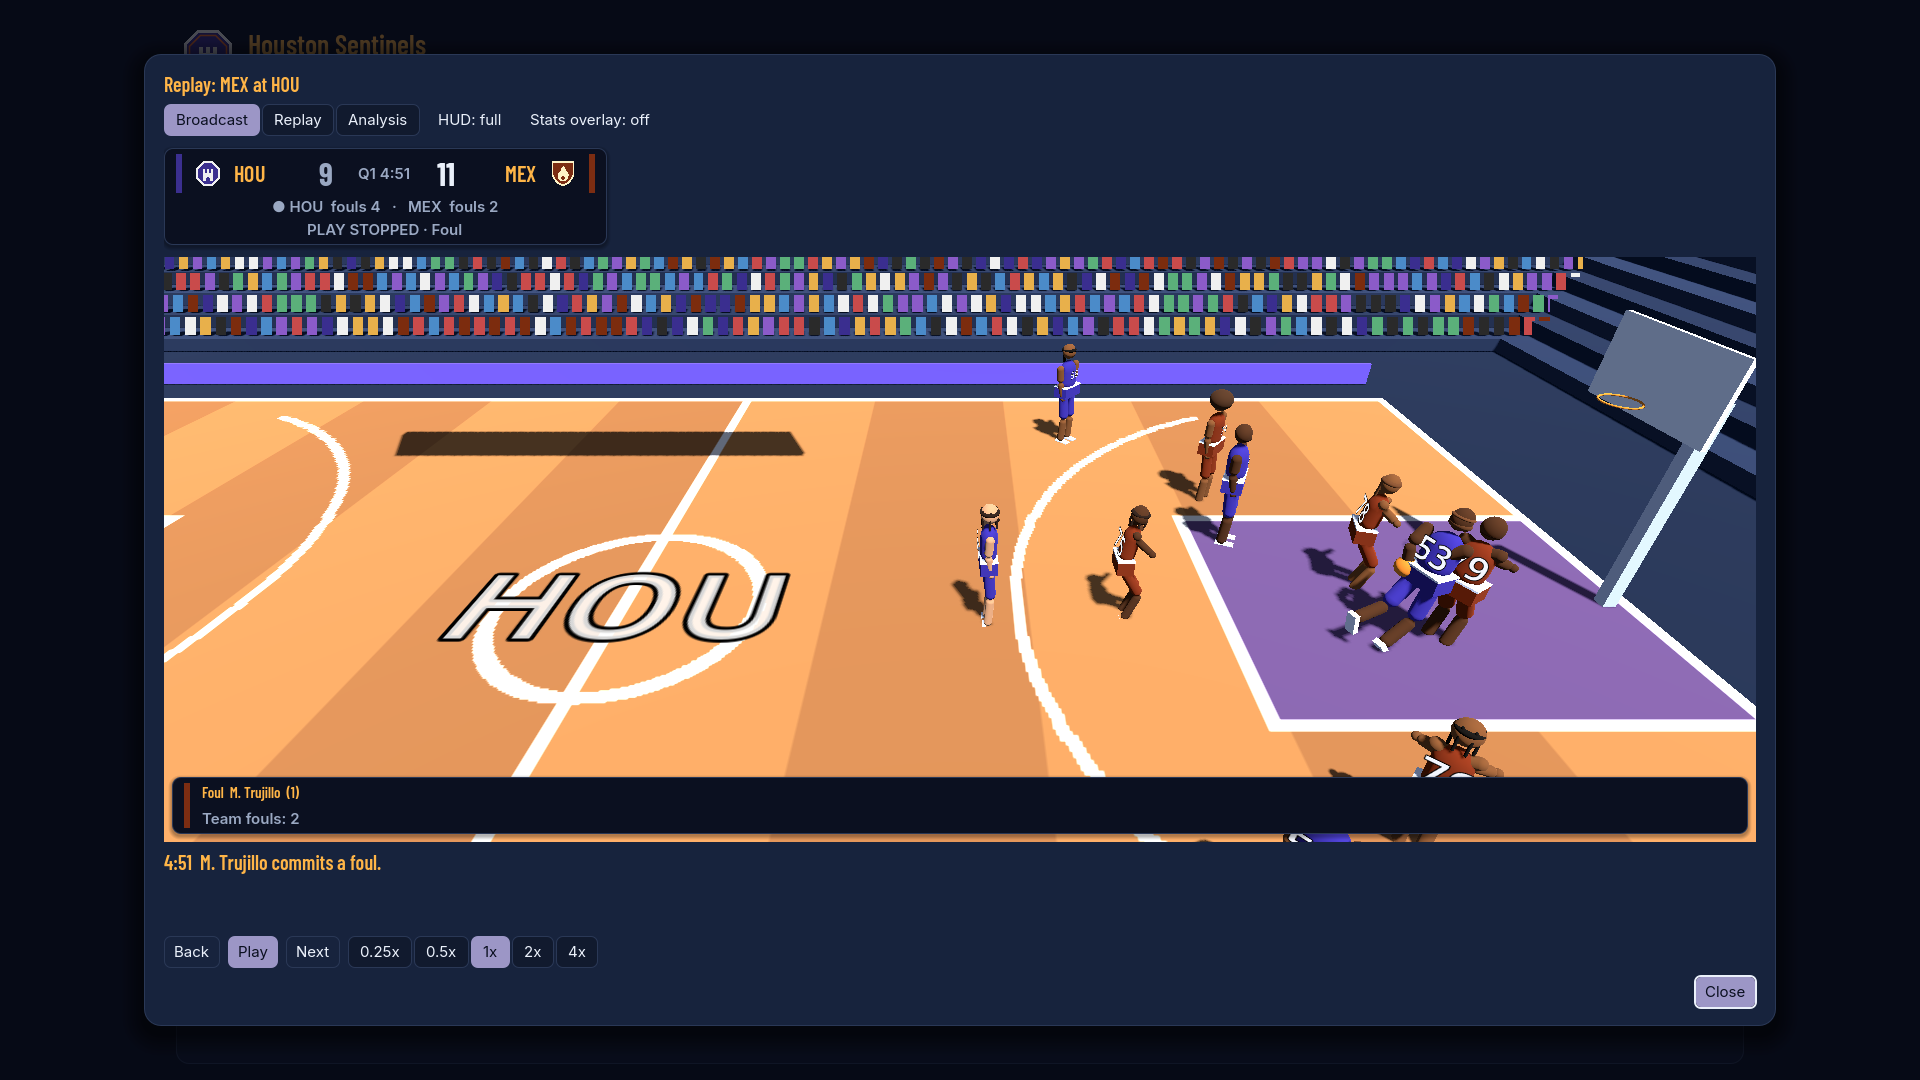 Houston Sentinels
Replay: MEX at HOU
Broadcast Replay Analysis HUD: full Stats overlay: off
HOU 9 Q1 4:51 11 MEX
HOU fouls 4 · MEX fouls 2
PLAY STOPPED · Foul
53
9
HOU
Foul M. Trujillo (1)
Team fouls: 2
4:51 M. Trujillo commits a foul.
Back Play Next 0.25x 0.5x 1x 2x 4x
Close